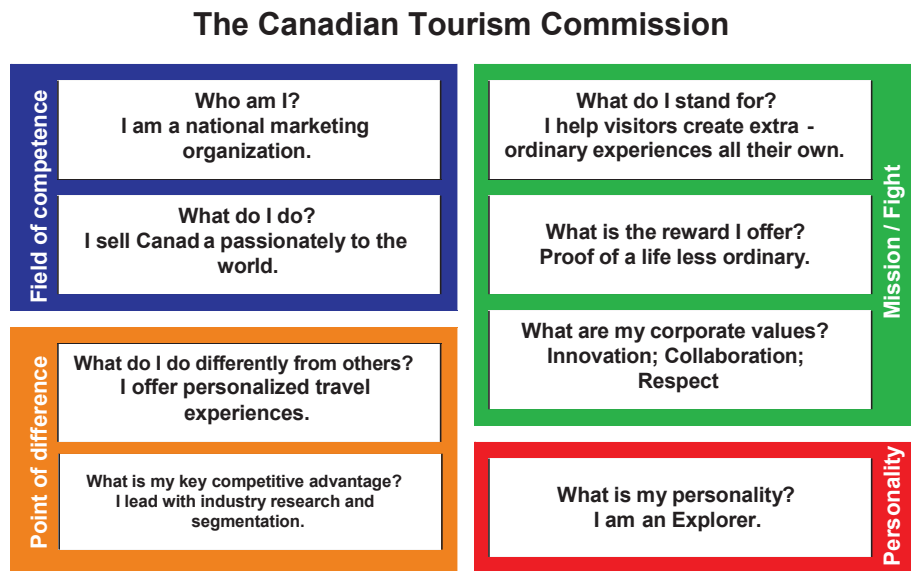 The Canadian Tourism Commission
Field of competence
Who am I?
I am a national marketing
organization.
What do I do?
I sell Canad a passionately to the
world.
Point of difference
What do I do differently from others?
I offer personalized travel
experiences.
What is my key competitive advantage?
I lead with industry research and
segmentation.
What do I stand for?
I help visitors create extra -
ordinary experiences all their own.
What is the reward I offer?
Proof of a life less ordinary.
What are my corporate values?
Innovation; Collaboration;
Respect
Mission / Fight
What is my personality?
I am an Explorer.
Personality